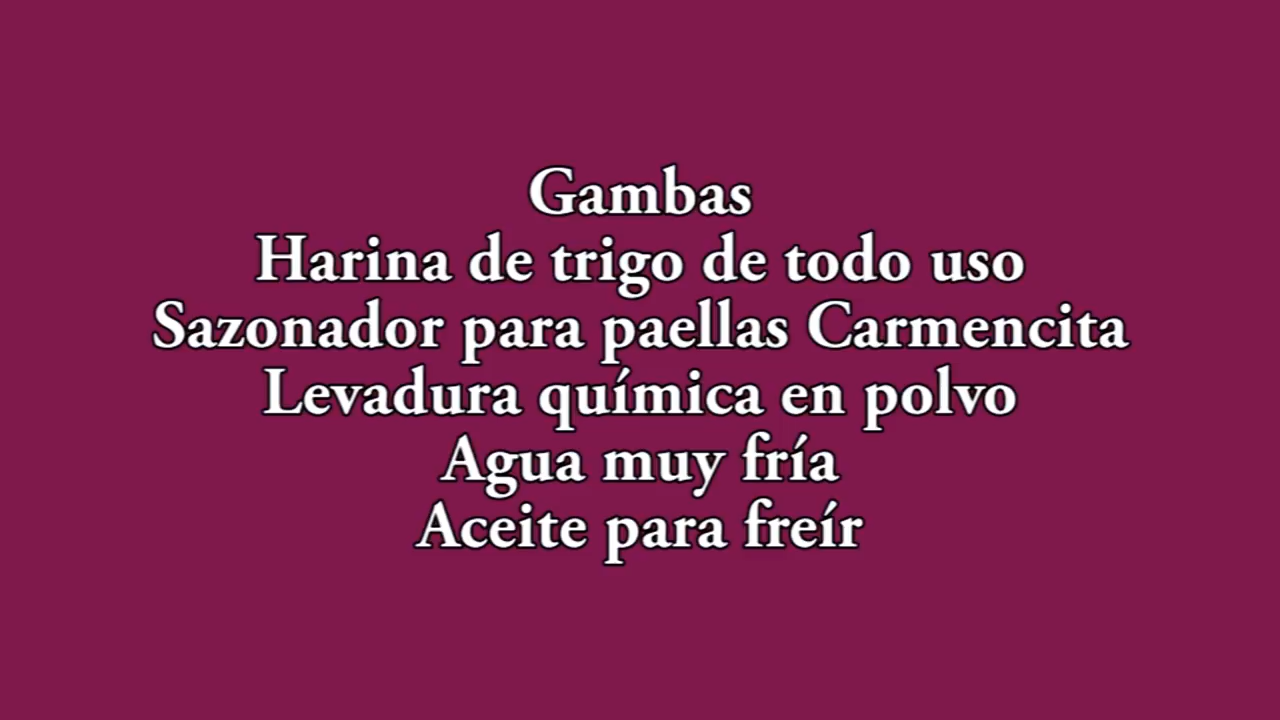 Gambas
Harina de trigo de todo uso
Sazonador para paellas Carmencita
Levadura química en polvo
Agua muy fría
Aceite para freír